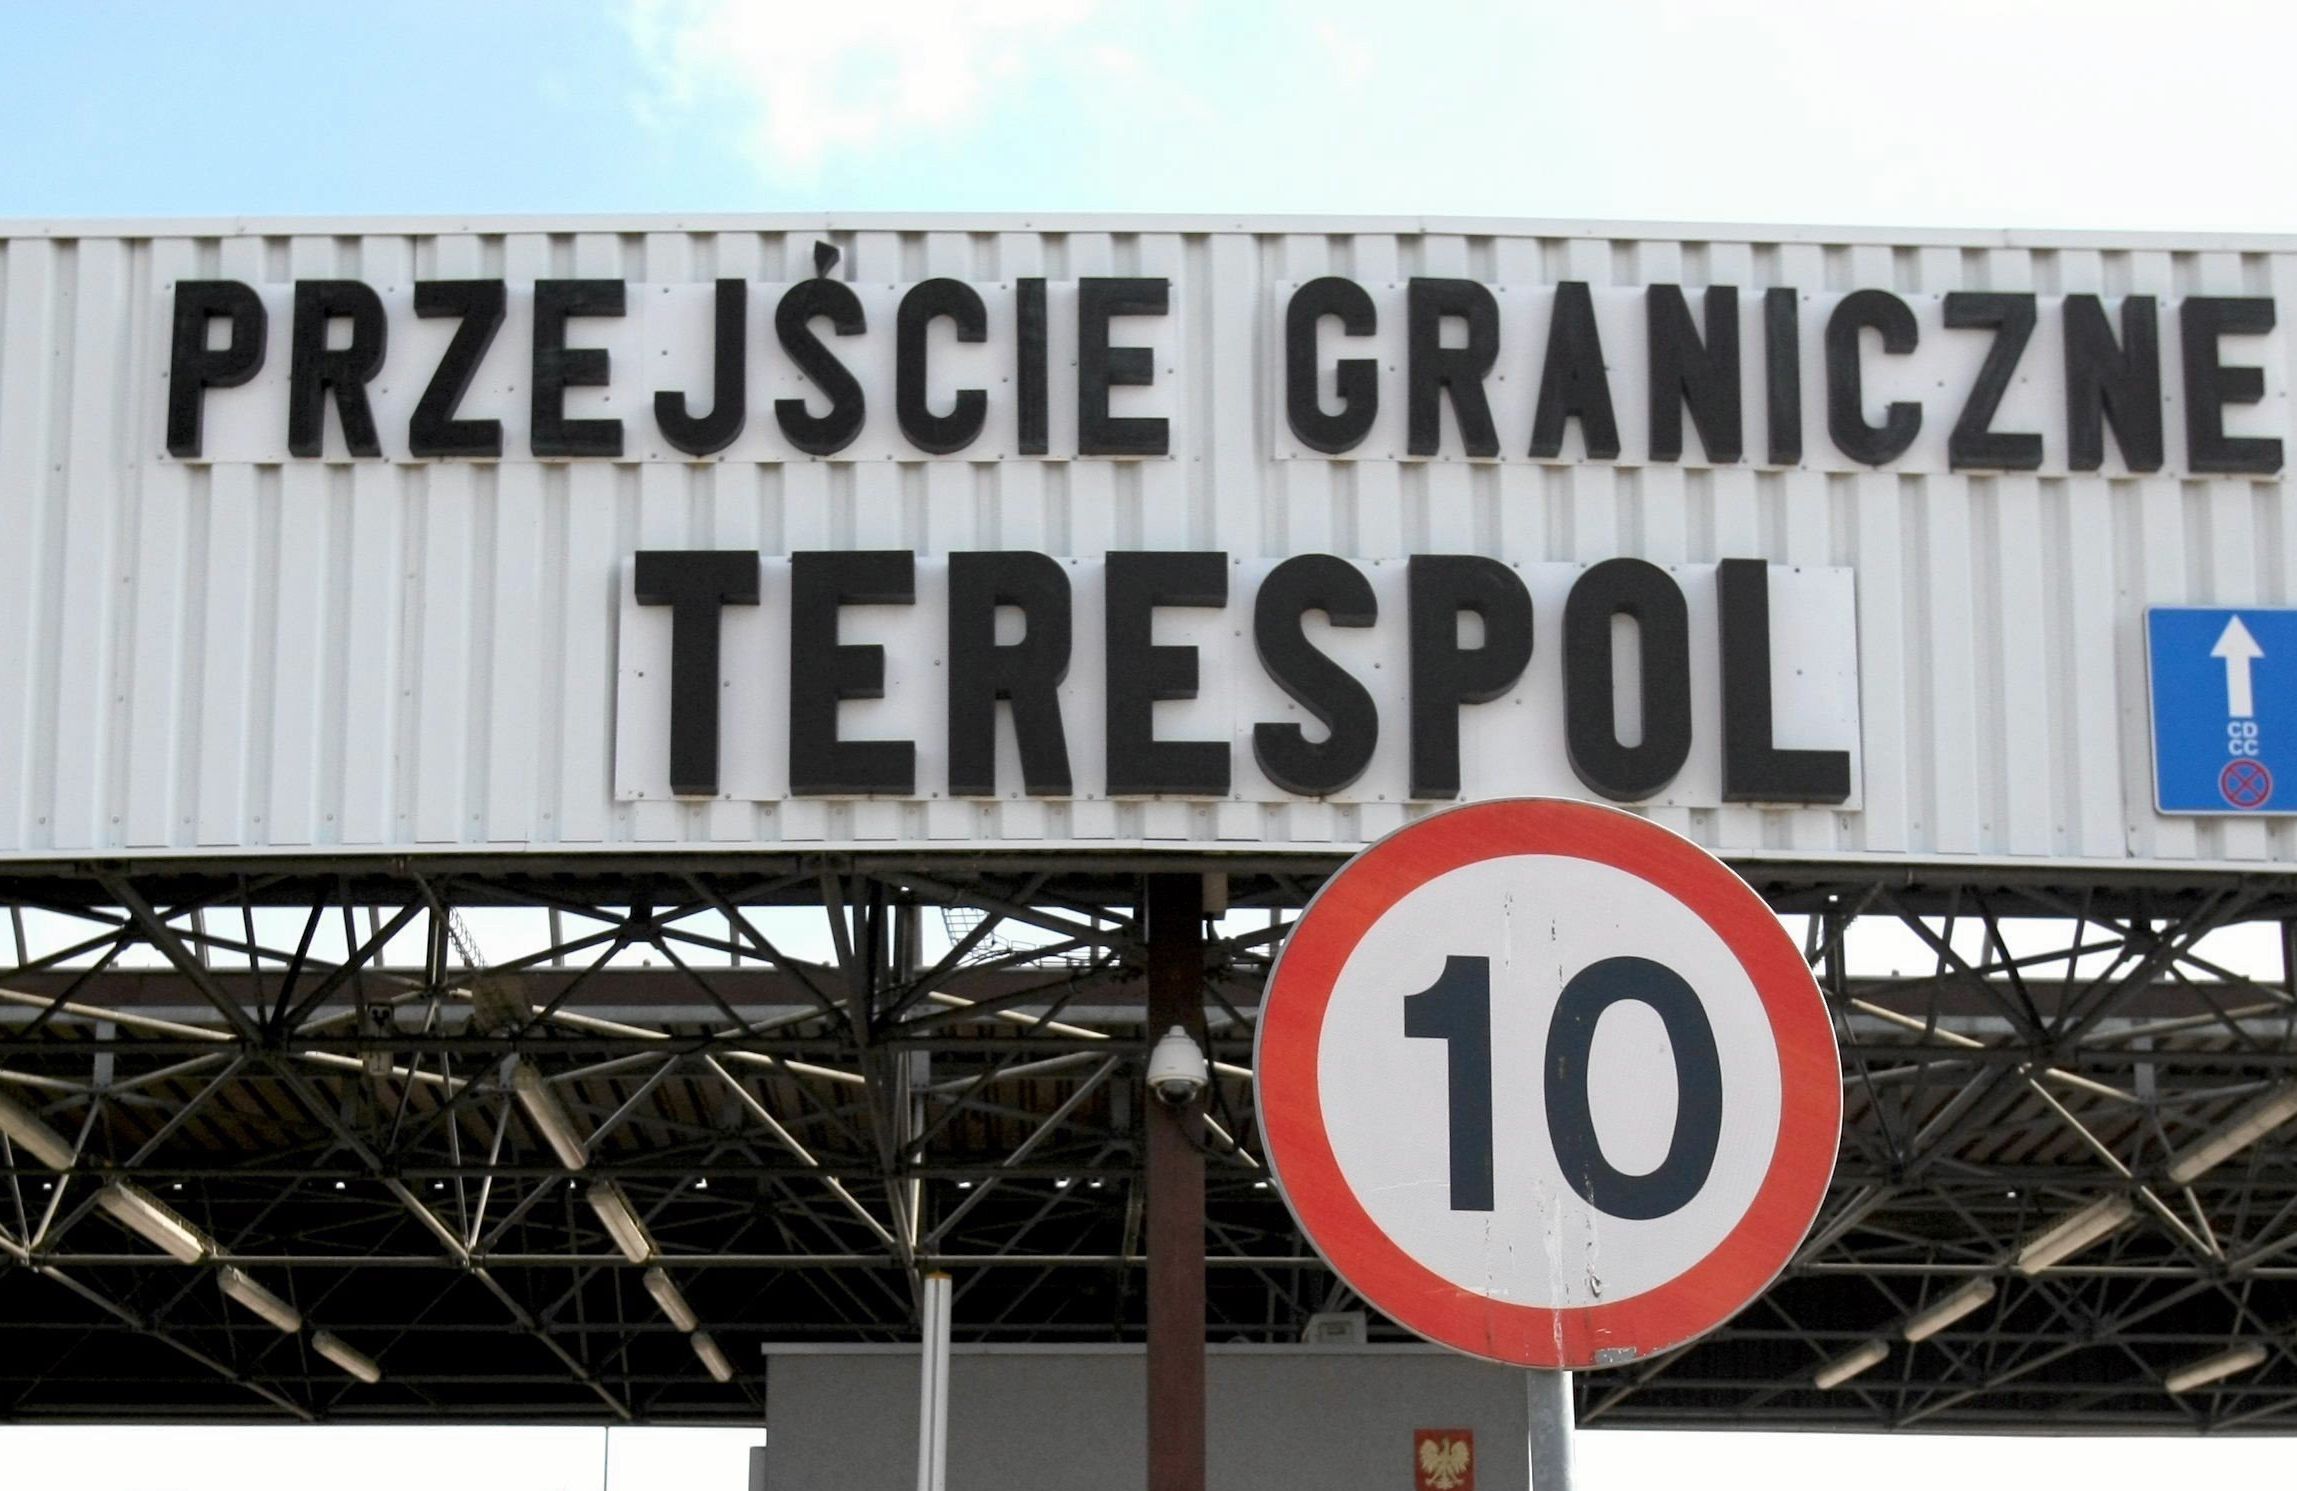 PRZEJŚCIE GRANICZNE
TERESPOL
CD
CC
10